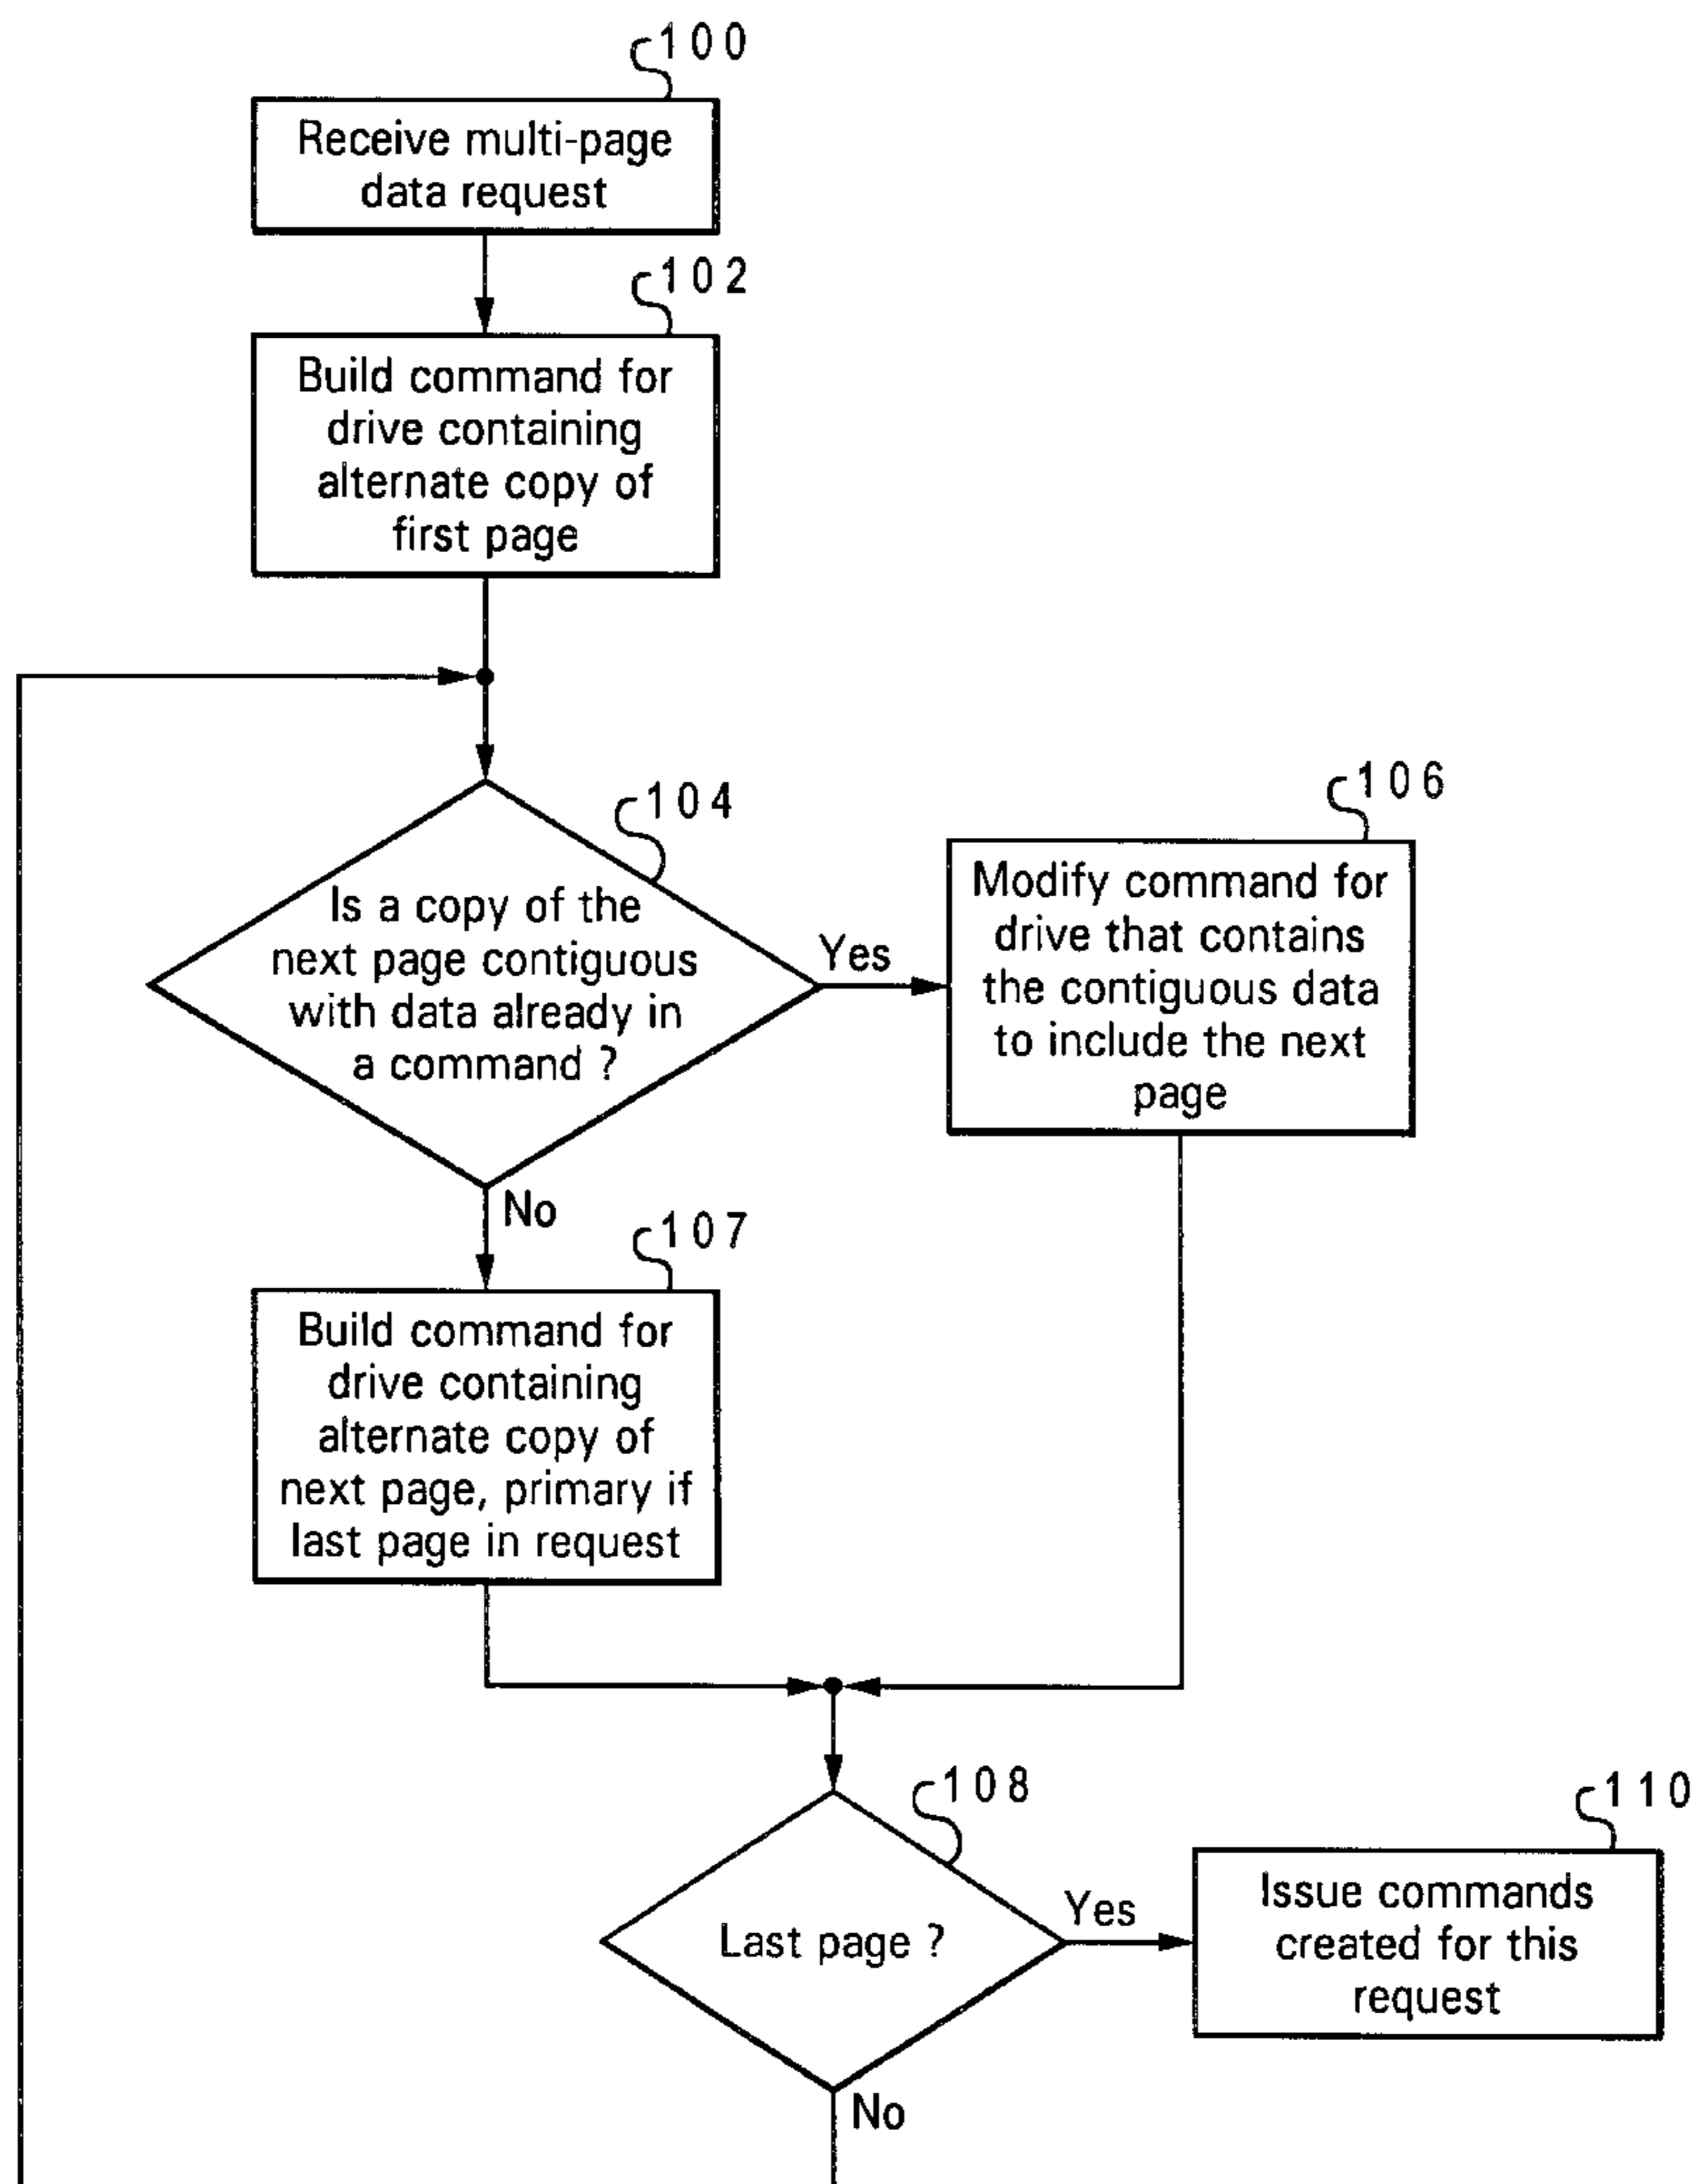 100
Receive multi-page
data request
102
Build command for
drive containing
alternate copy of
first page
104
Is a copy of the
next page contiguous
with data already in
a command ?
Yes
106
Modify command for
drive that contains
the contiguous data
to include the next
page
No
107
Build command for
drive containing
alternate copy of
next page, primary if
last page in request
108
Last page ?
Yes
110
Issue commands
created for this
request
No